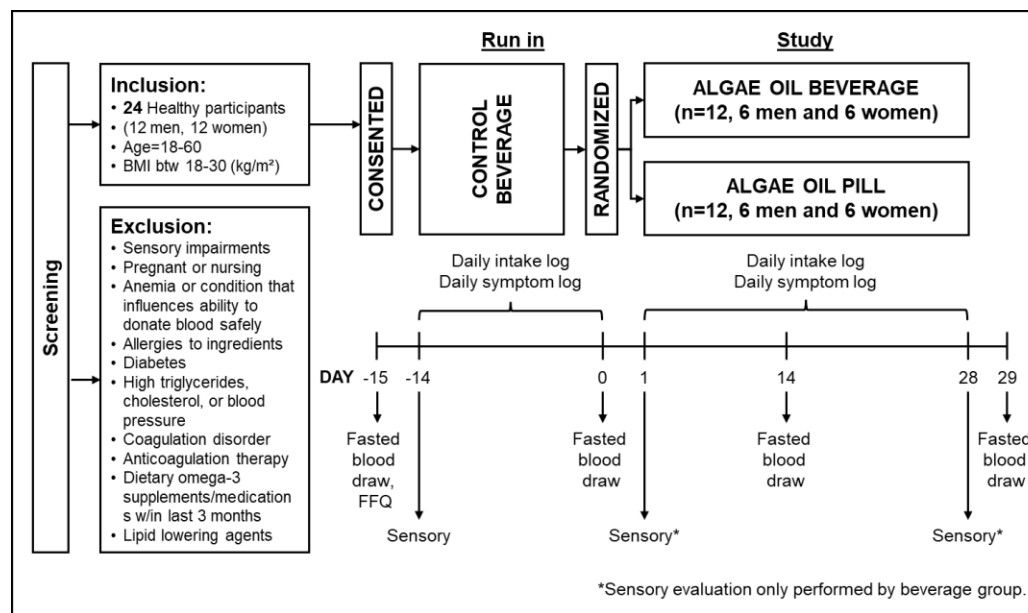 Run in
Study
Screening
Inclusion:
• 24 Healthy participants
• (12 men, 12 women)
• Age=18-60
• BMI btw 18-30 (kg/m²)
Exclusion:
• Sensory impairments
• Pregnant or nursing
• Anemia or condition that
influences ability to
donate blood safely
• Allergies to ingredients
• Diabetes
• High triglycerides,
cholesterol, or blood
pressure
• Coagulation disorder
• Anticoagulation therapy
• Dietary omega-3
supplements/medication
s w/in last 3 months
• Lipid lowering agents
CONSENTED
CONTROL
BEVERAGE
RANDOMIZED
ALGAE OIL BEVERAGE
(n=12, 6 men and 6 women)
ALGAE OIL PILL
(n=12, 6 men and 6 women)
Daily intake log
Daily symptom log
Daily intake log
Daily symptom log
DAY -15 -14 0 1 14 28 29
Fasted
blood
draw,
FFQ
Fasted
blood
draw
Fasted
blood
draw
Fasted
blood
draw
Sensory
Sensory*
Sensory*
*Sensory evaluation only performed by beverage group.